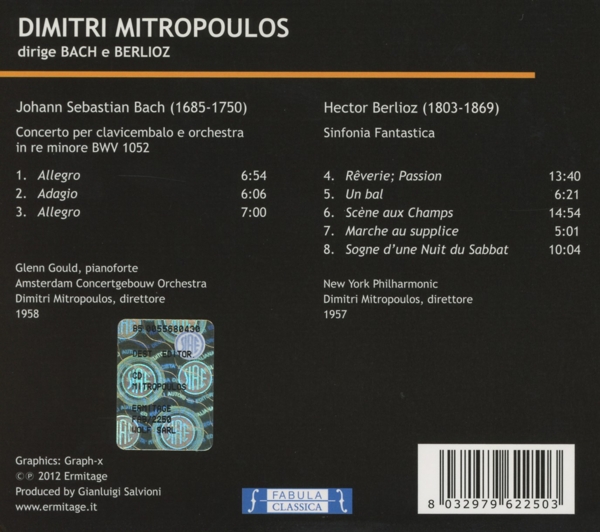 DIMITRI MITROPOULOS
dirige BACH e BERLIOZ
Johann Sebastian Bach (1685-1750)
Concerto per clavicembalo e orchestra
in re minore BWV 1052
1. Allegro 6:54
2. Adagio 6:06
3. Allegro 7:00
Glenn Gould, pianoforte
Amsterdam Concertgebouw Orchestra
Dimitri Mitropoulos, direttore
1958
Hector Berlioz (1803-1869)
Sinfonia Fantastica
4. Rêverie; Passion 13:40
5. Un bal 6:21
6. Scène aux Champs 14:54
7. Marche au supplice 5:01
8. Sogne d'une Nuit du Sabbat 10:04
New York Philharmonic
Dimitri Mitropoulos, direttore
1957
CD
MITROPOULOS
ERMITAGE
WOLF SARL
Graphics: Graph-x
©℗ 2012 Ermitage
Produced by Gianluigi Salvioni
www.ermitage.it
FABULA
CLASSICA
8 032979 622503